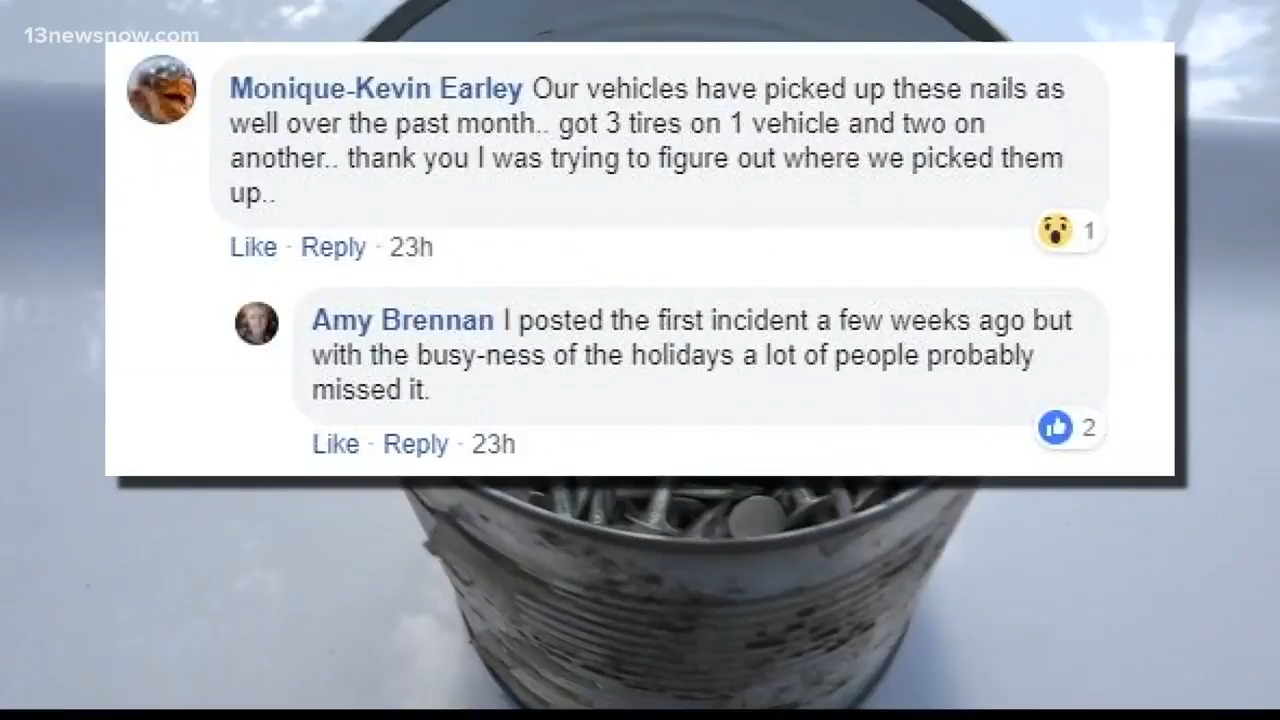 13newsnow.com
Monique-Kevin Earley Our vehicles have picked up these nails as
well over the past month.. got 3 tires on 1 vehicle and two on
another.. thank you I was trying to figure out where we picked them
up..
1
Like · Reply · 23h
Amy Brennan I posted the first incident a few weeks ago but
with the busy-ness of the holidays a lot of people probably
missed it.
2
Like · Reply · 23h